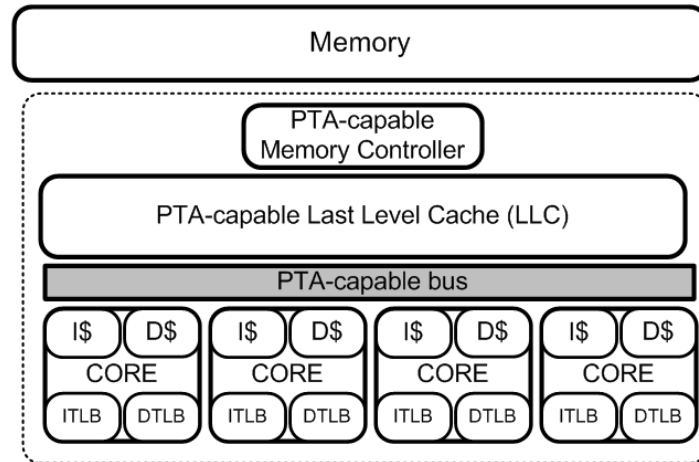 Memory
PTA-capable
Memory Controller
PTA-capable Last Level Cache (LLC)
PTA-capable bus
I$ D$ I$ D$ I$ D$ I$ D$
CORE CORE CORE CORE
ITLB DTLB ITLB DTLB ITLB DTLB ITLB DTLB